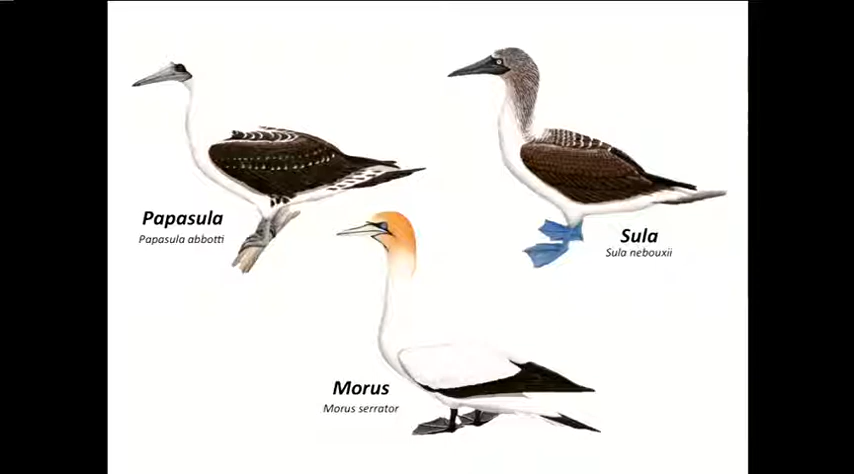 Papasula
Papasula abbotti
Sula
Sula nebouxii
Morus
Morus serrator